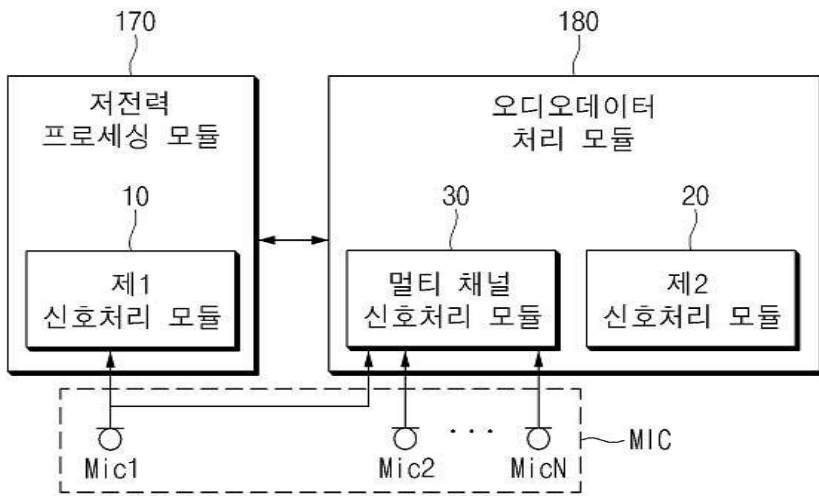 170
180
저전력
프로세싱 모듈
오디오데이터
처리 모듈
10
30
20
제1
신호처리 모듈
멀티 채널
신호처리 모듈
제2
신호처리 모듈
Mic1
Mic2
···
MicN
MIC